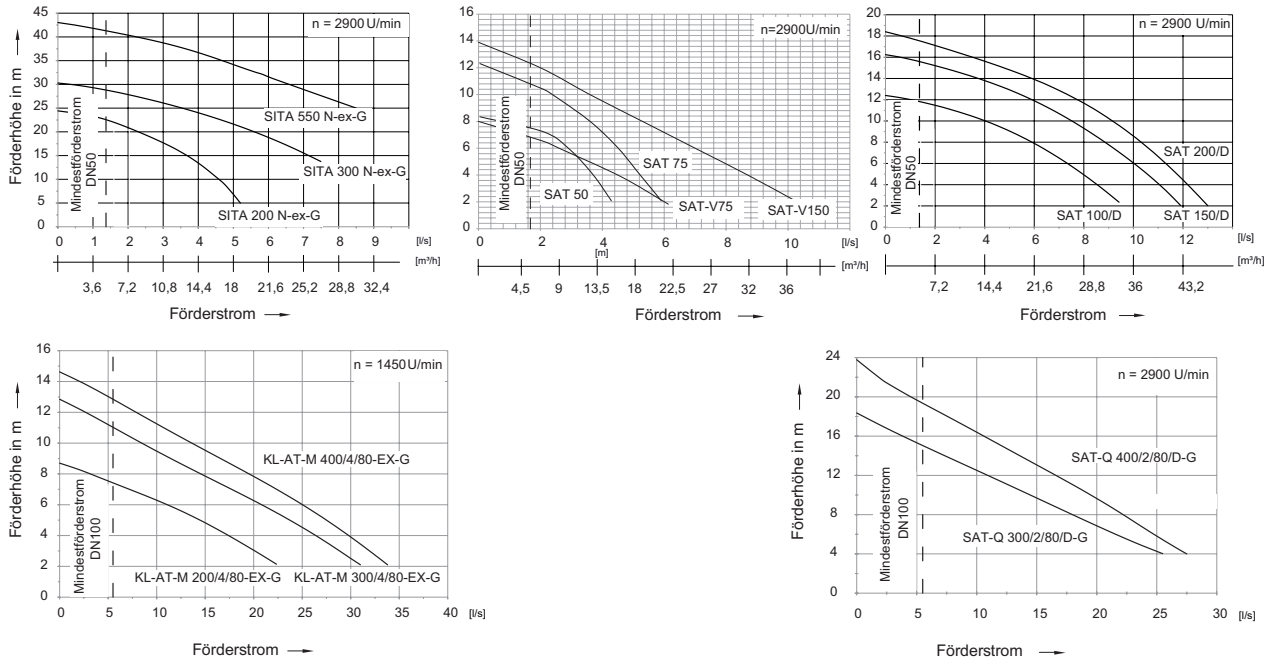 Förderhöhe in m
45
40
35
30
25
20
15
10
5
0
n = 2900 U/min
SITA 550 N-ex-G
SITA 300 N-ex-G
SITA 200 N-ex-G
Mindestförderstrom
DN50
0 1 2 3 4 5 6 7 8 9 10 [l/s]
[m³/h]
3,6 7,2 10,8 14,4 18 21,6 25,2 28,8 32,4
Förderstrom
16
14
12
10
8
6
4
2
0
n=2900U/min
Mindestförderstrom
DN50
SAT 75
SAT 50
SAT-V75
SAT-V150
0 2 4 6 8 10 [l/s]
[m]
[m³/h]
4,5 9 13,5 18 22,5 27 32 36
Förderstrom
20
18
16
14
12
10
8
6
4
2
0
n = 2900 U/min
Mindestförderstrom
DN50
SAT 200/D
SAT 100/D
SAT 150/D
0 2 4 6 8 10 12 [l/s]
[m³/h]
7,2 14,4 21,6 28,8 36 43,2
Förderstrom
Förderhöhe in m
16
14
12
10
8
6
4
2
0
n = 1450U/min
KL-AT-M 400/4/80-EX-G
Mindestförderstrom
DN100
KL-AT-M 200/4/80-EX-G KL-AT-M 300/4/80-EX-G
0 5 10 15 20 25 30 35 40 [l/s]
Förderstrom
Förderhöhe in m
24
20
16
12
8
4
0
n = 2900 U/min
SAT-Q 400/2/80/D-G
Mindestförderstrom
DN100
SAT-Q 300/2/80/D-G
0 5 10 15 20 25 30 [l/s]
Förderstrom